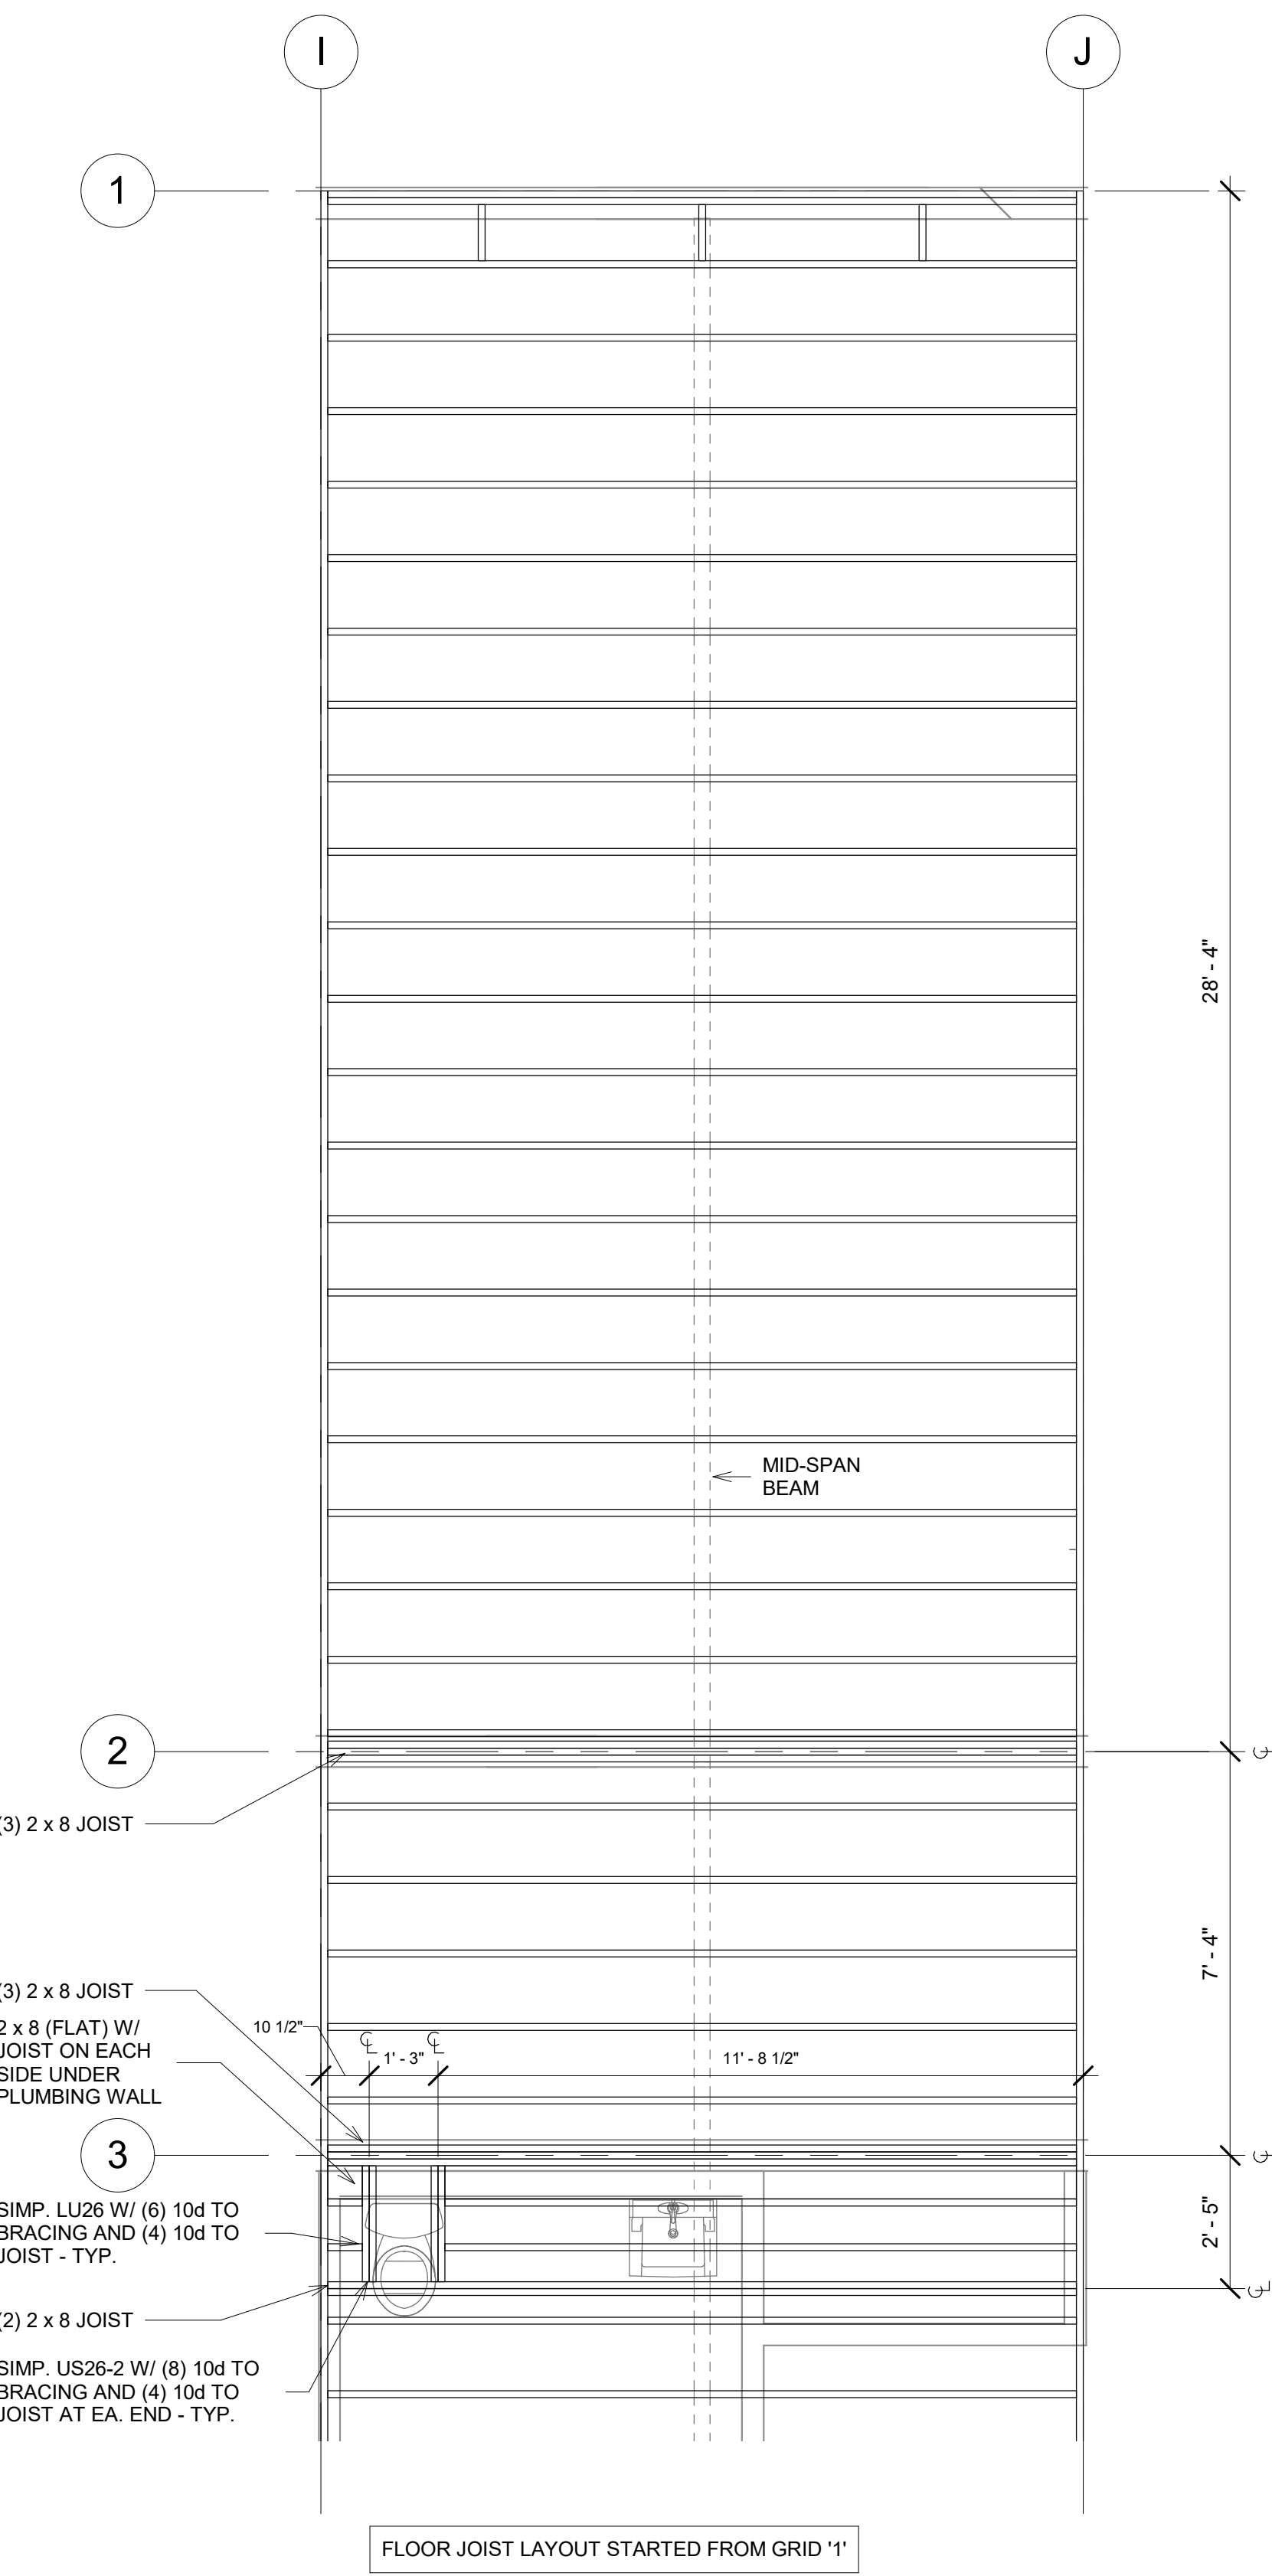 I
J
1
28' - 4"
MID-SPAN
BEAM
2
(3) 2 x 8 JOIST
7' - 4"
(3) 2 x 8 JOIST
2 x 8 (FLAT) W/
JOIST ON EACH
SIDE UNDER
PLUMBING WALL
10 1/2"
1' - 3"
11' - 8 1/2"
3
SIMP. LU26 W/ (6) 10d TO
BRACING AND (4) 10d TO
JOIST - TYP.
2' - 5"
(2) 2 x 8 JOIST
SIMP. US26-2 W/ (8) 10d TO
BRACING AND (4) 10d TO
JOIST AT EA. END - TYP.
FLOOR JOIST LAYOUT STARTED FROM GRID '1'